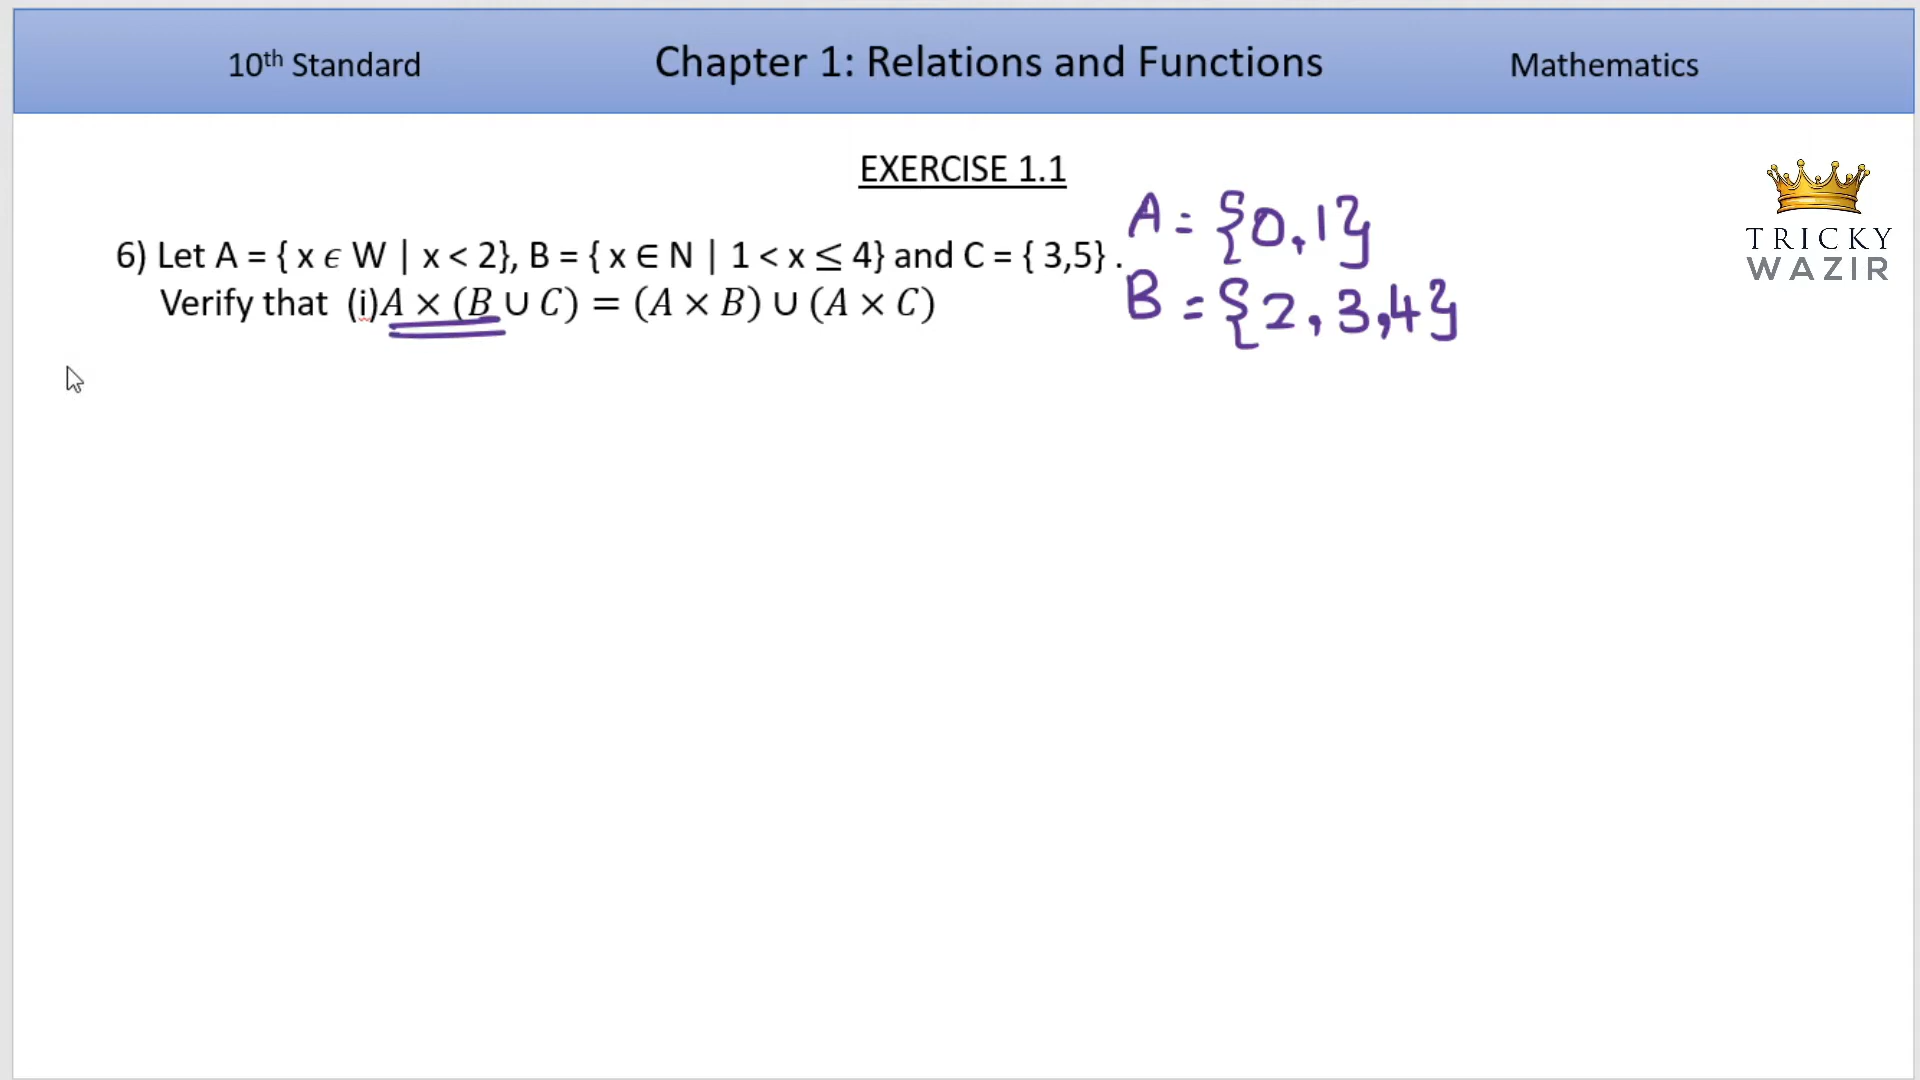 10th Standard
Chapter 1: Relations and Functions
Mathematics
EXERCISE 1.1
TRICKY
WAZIR
6) Let A = { x ϵ W | x < 2}, B = { x ∈ N | 1 < x ≤ 4} and C = { 3,5} .
Verify that (i)A × (B ∪ C) = (A × B) ∪ (A × C)
A = {0,1}
B = {2,3,4}